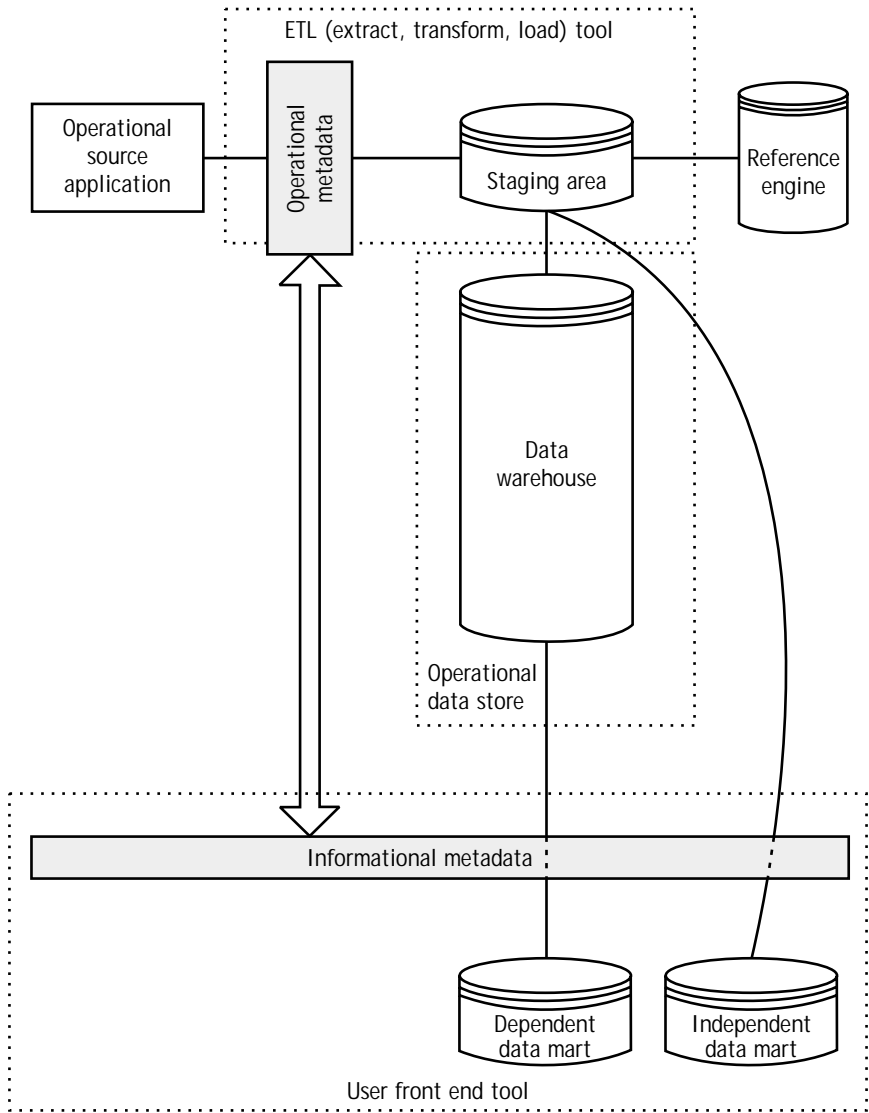 ETL (extract, transform, load) tool
Operational
source
application
Operational
metadata
Staging area
Reference
engine
Data
warehouse
Operational
data store
Informational metadata
Dependent
data mart
Independent
data mart
User front end tool